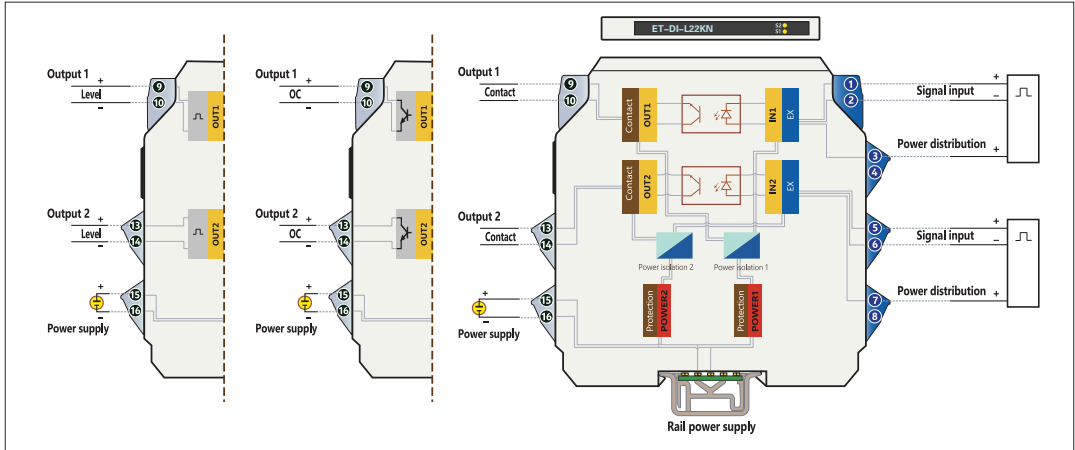 ET-DI-L22KN
S2
S1
Output 1
+
Level
−
9
10
OUT1
Output 2
+
Level
−
13
14
OUT2
+
−
15
16
Power supply
Output 1
+
OC
−
9
10
OUT1
Output 2
+
OC
−
13
14
OUT2
+
−
15
16
Power supply
Output 1
Contact
9
10
Contact
OUT1
IN1
EX
1
2
Signal input
+
−
3
4
Power distribution
+
Contact
OUT2
IN2
EX
Output 2
Contact
13
14
5
6
Signal input
+
−
Power isolation 2
Power isolation 1
+
−
15
16
Power supply
Protection
POWER2
Protection
POWER1
7
8
Power distribution
+
Rail power supply